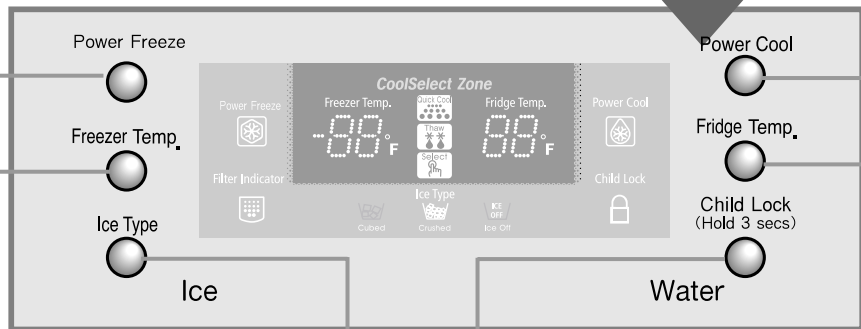 Power Freeze
Freezer Temp.
Ice Type
Ice
CoolSelect Zone
Power Freeze
Freezer Temp.
Quick Cool
Fridge Temp.
Power Cool
-88°F
Thaw
88°F
Select
Filter Indicator
Child Lock
Ice Type
ICE
OFF
Cubed
Crushed
Ice Off
Power Cool
Fridge Temp.
Child Lock
(Hold 3 secs)
Water